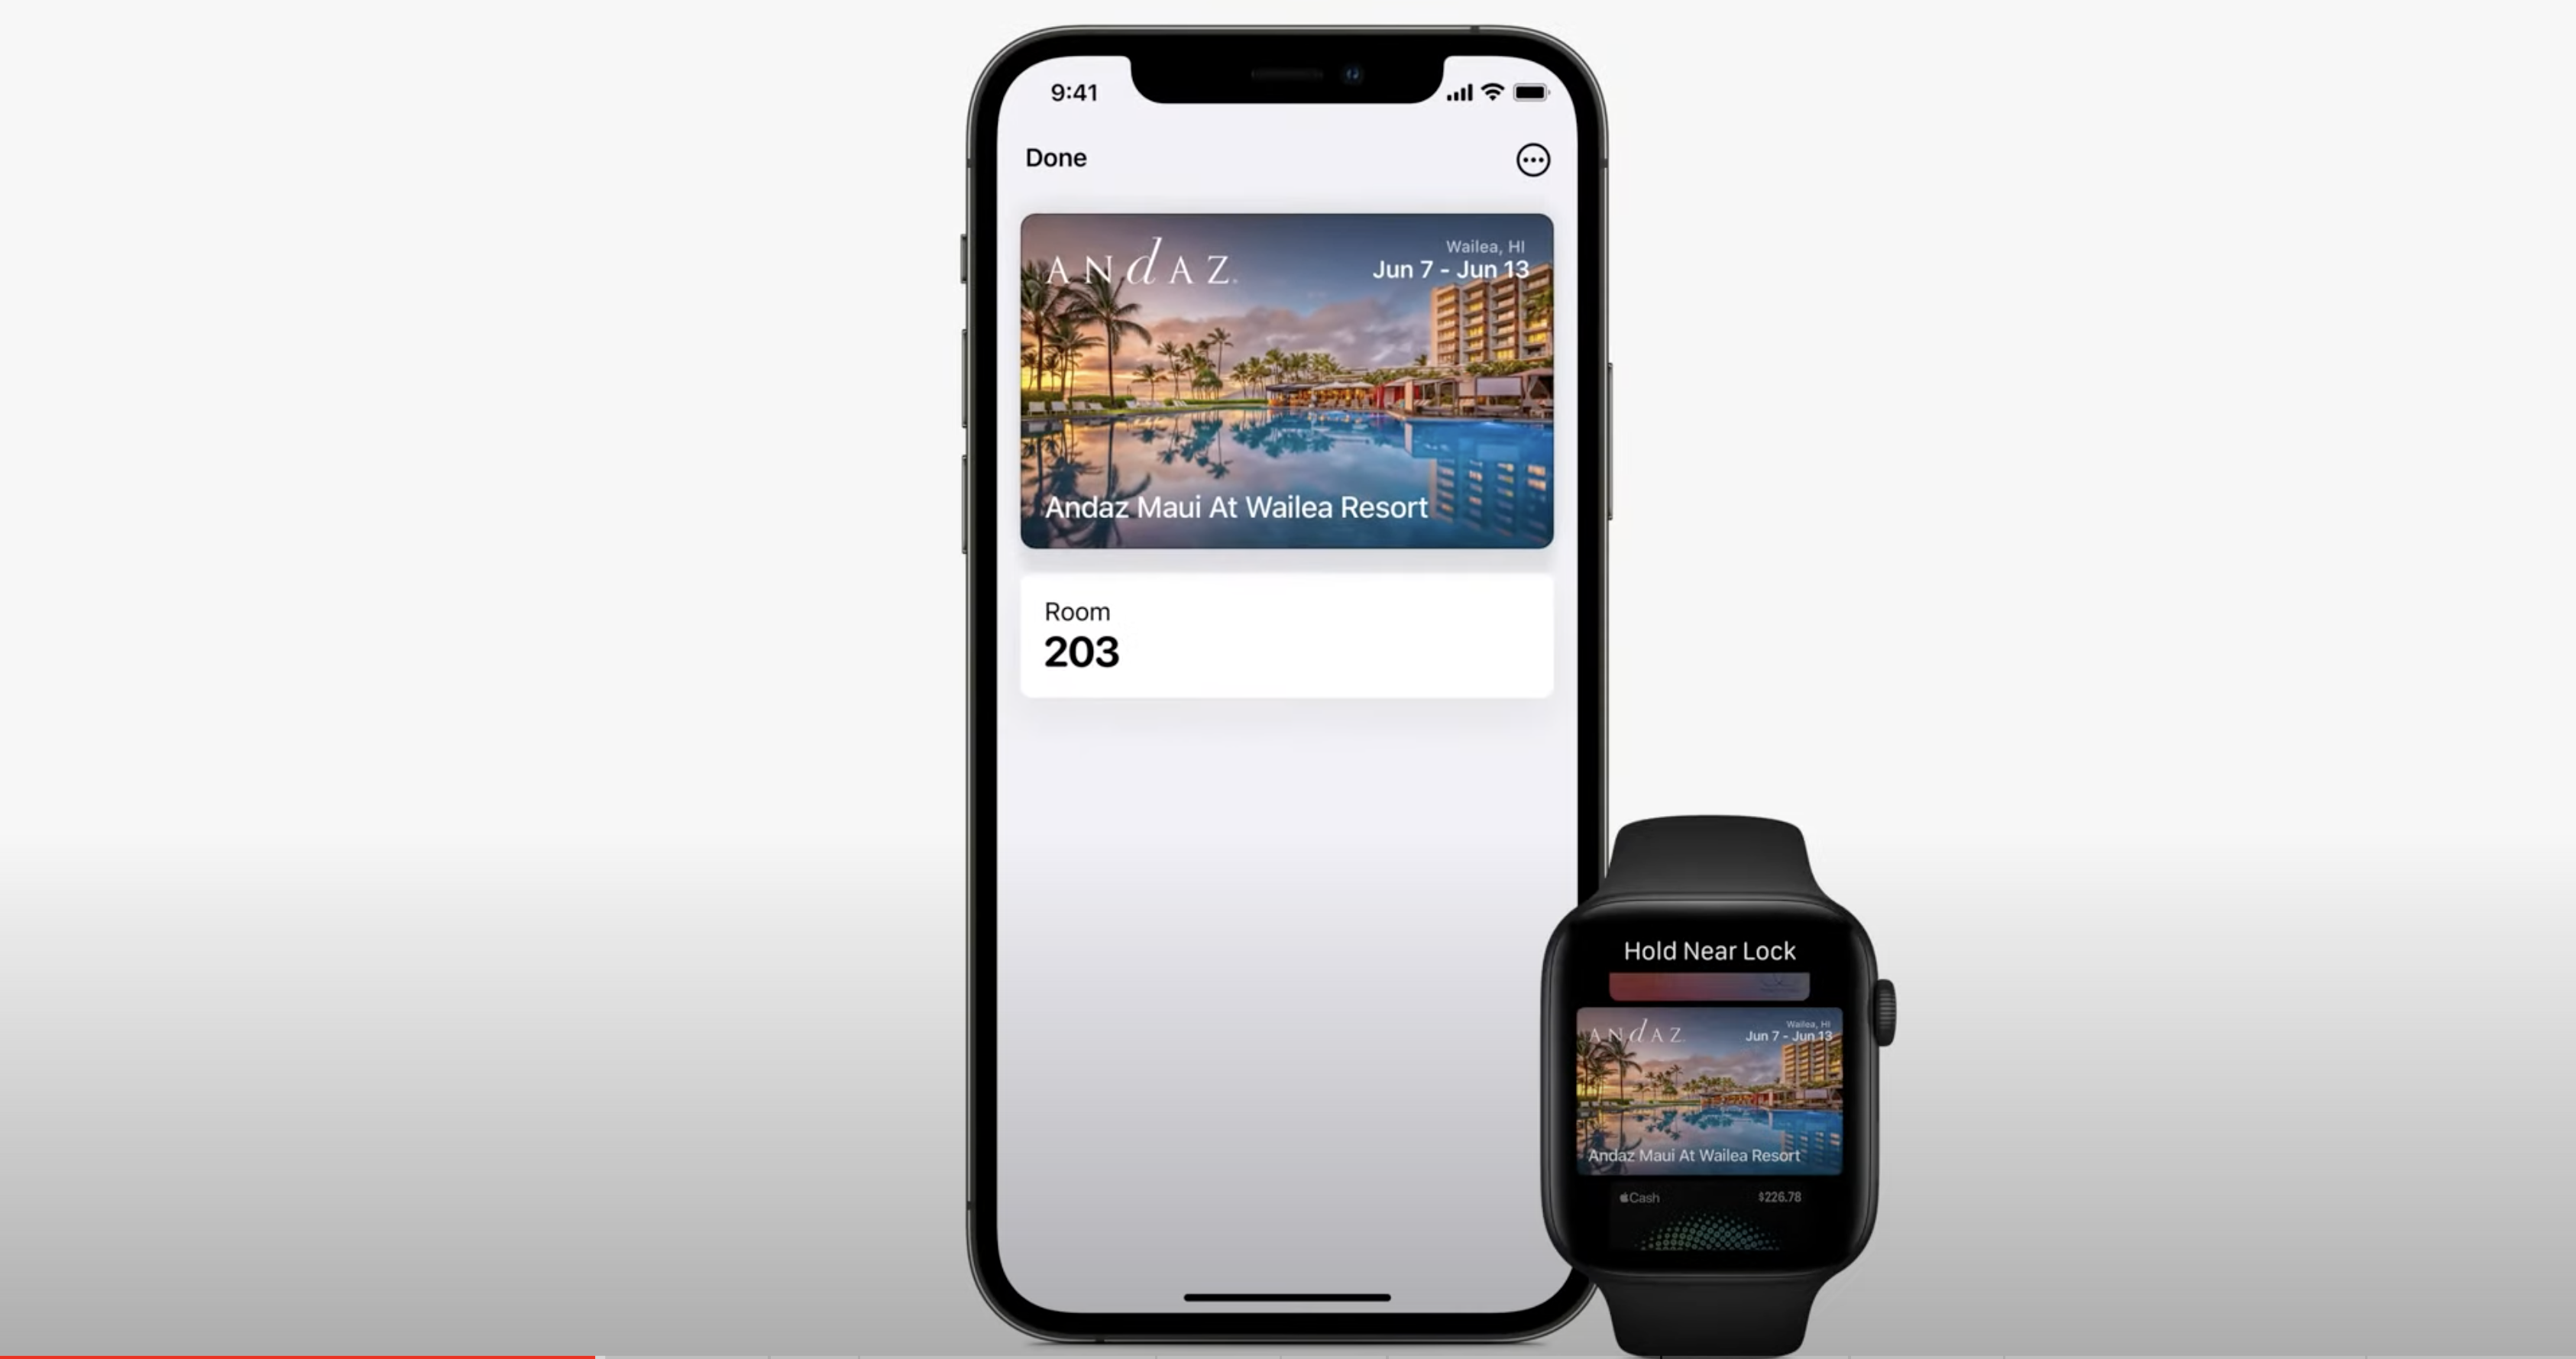 9:41
Done
ANdAZ.
Wailea, HI
Jun 7 - Jun 13
Andaz Maui At Wailea Resort
Room
203
Hold Near Lock
ANdAZ.
Wailea, HI
Jun 7 - Jun 13
Andaz Maui At Wailea Resort
Cash
$226.78